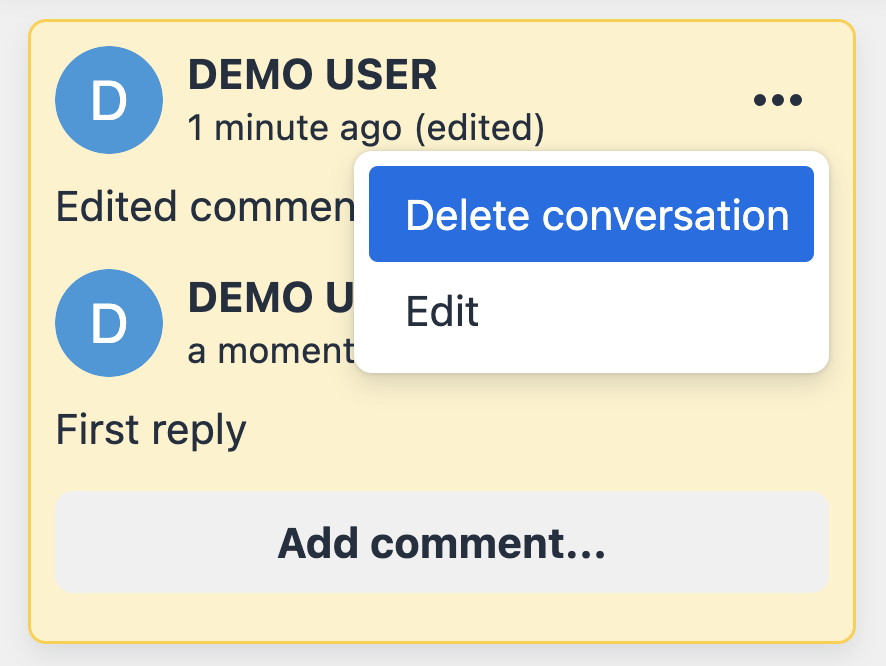 D
DEMO USER
1 minute ago (edited)
Edited commen
Delete conversation
Edit
D
DEMO U
a moment
First reply
Add comment...